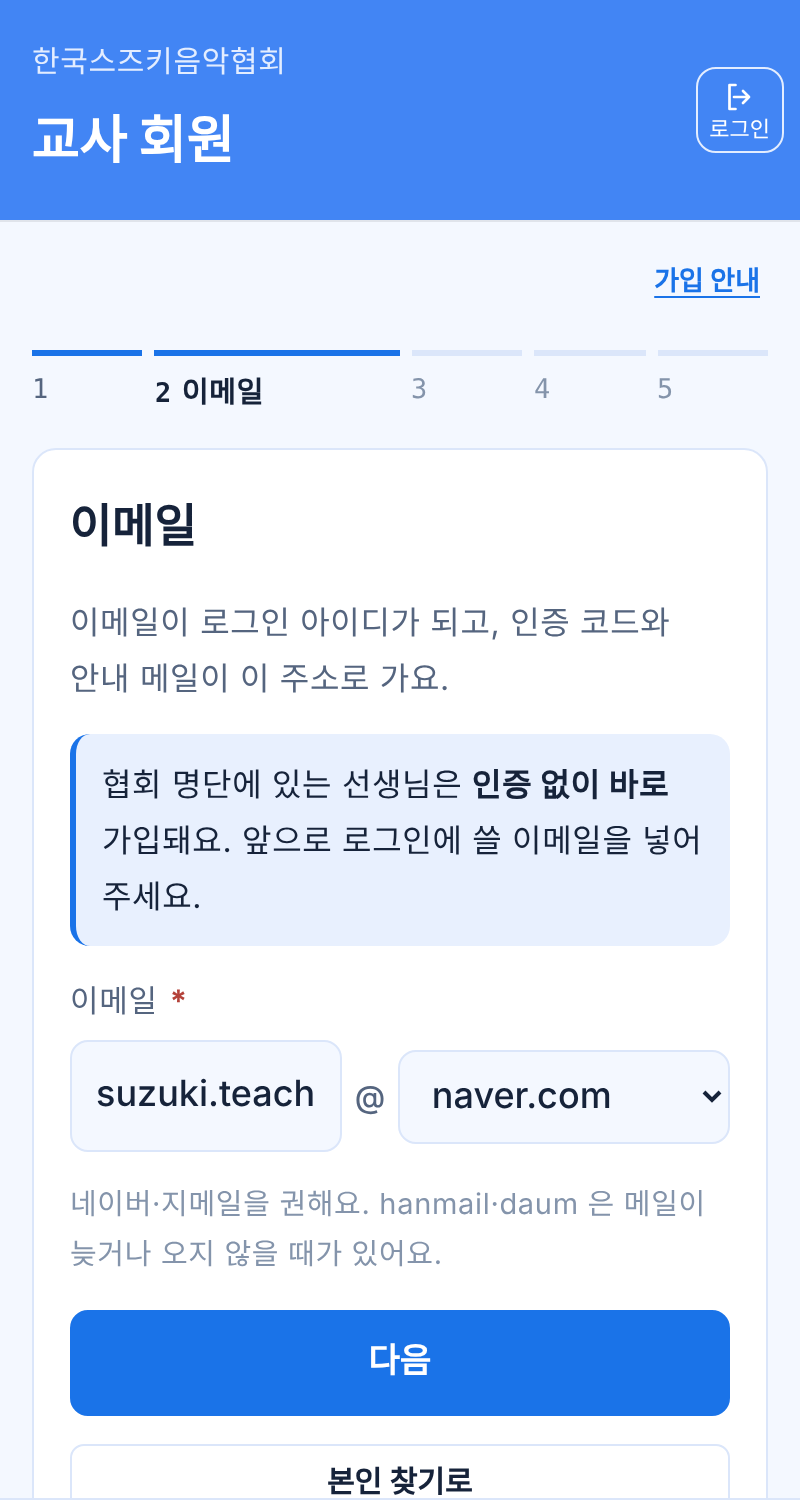 한국스즈키음악협회
교사 회원
로그인
가입 안내
1
2 이메일
3
4
5
이메일
이메일이 로그인 아이디가 되고, 인증 코드와
안내 메일이 이 주소로 가요.
협회 명단에 있는 선생님은 인증 없이 바로
가입돼요. 앞으로 로그인에 쓸 이메일을 넣어
주세요.
이메일 *
suzuki.teach @ naver.com
네이버·지메일을 권해요. hanmail·daum 은 메일이
늦거나 오지 않을 때가 있어요.
다음
본인 찾기로